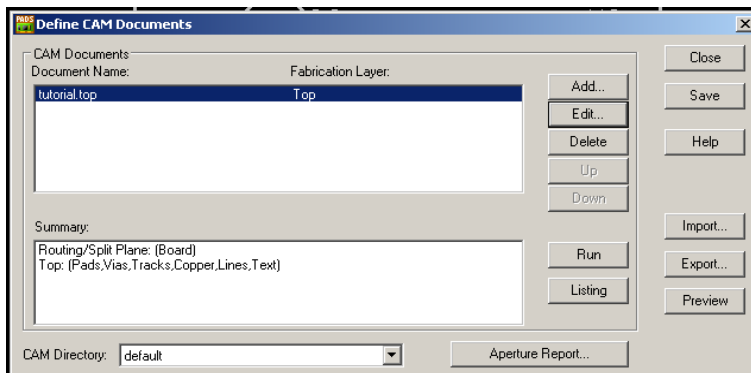 PADS
Define CAM Documents
CAM Documents
Document Name: Fabrication Layer:
tutorial.top Top
Add...
Edit...
Delete
Up
Down
Close
Save
Help
Summary:
Routing/Split Plane: (Board)
Top: (Pads,Vias,Tracks,Copper,Lines,Text)
Run
Listing
Import...
Export...
Preview
CAM Directory: default
Aperture Report...